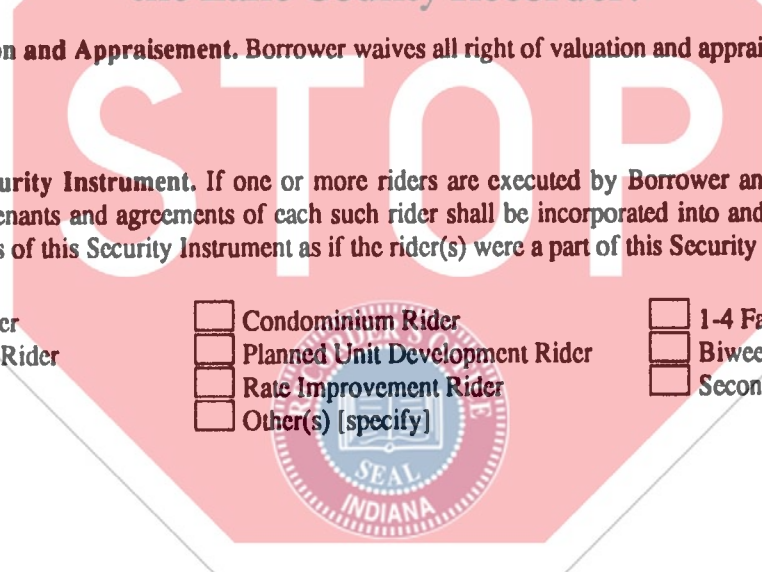 on and Appraisement. Borrower waives all right of valuation and apprai
STOP
urity Instrument. If one or more riders are executed by Borrower an
enants and agreements of each such rider shall be incorporated into and
s of this Security Instrument as if the rider(s) were a part of this Security
er
Condominium Rider
1-4 Fa
Rider
Planned Unit Development Rider
Biwee
Rate Improvement Rider
Secon
Other(s) [specify]
SEAL
INDIANA